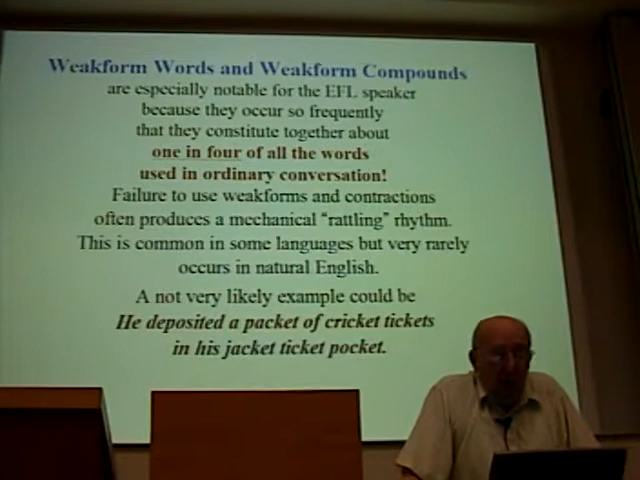 Weakform Words and Weakform Compounds
are especially notable for the EFL speaker
because they occur so frequently
that they constitute together about
one in four of all the words
used in ordinary conversation!
Failure to use weakforms and contractions
often produces a mechanical “rattling” rhythm.
This is common in some languages but very rarely
occurs in natural English.
A not very likely example could be
He deposited a packet of cricket tickets
in his jacket ticket pocket.